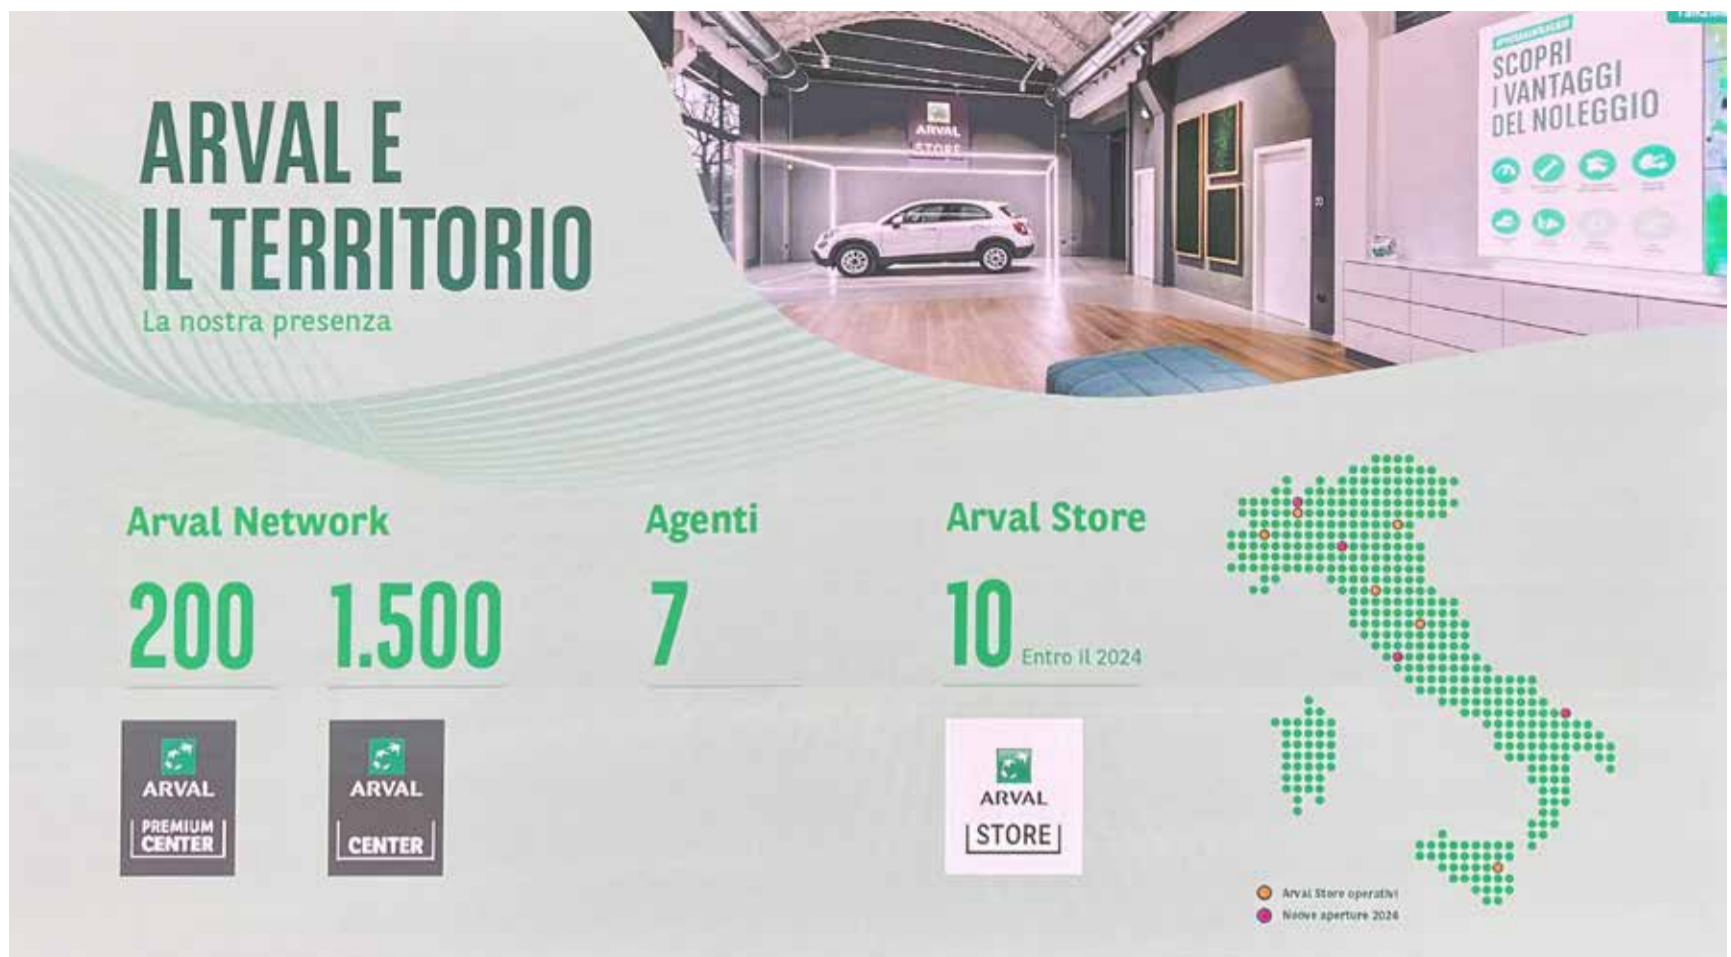 ARVAL E
IL TERRITORIO
La nostra presenza
ARVAL
STORE
SCOPRI
I VANTAGGI
DEL NOLEGGIO
Arval Network
200
1.500
Agenti
7
Arval Store
10
Entro il 2024
ARVAL
PREMIUM
CENTER
ARVAL
CENTER
ARVAL
STORE
Arval Store operativi
Nuove aperture 2024